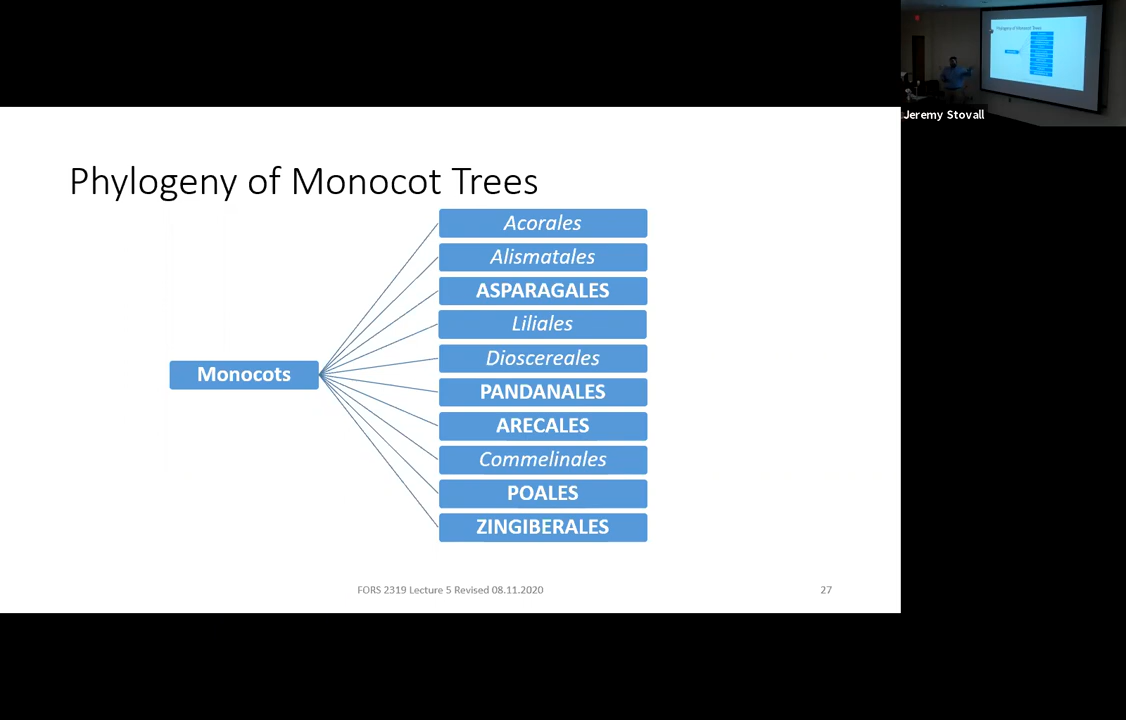 Jeremy Stovall
Phylogeny of Monocot Trees
Monocots
Acorales
Alismatales
ASPARAGALES
Liliales
Dioscereales
PANDANALES
ARECALES
Commelinales
POALES
ZINGIBERALES
FORS 2319 Lecture 5 Revised 08.11.2020
27